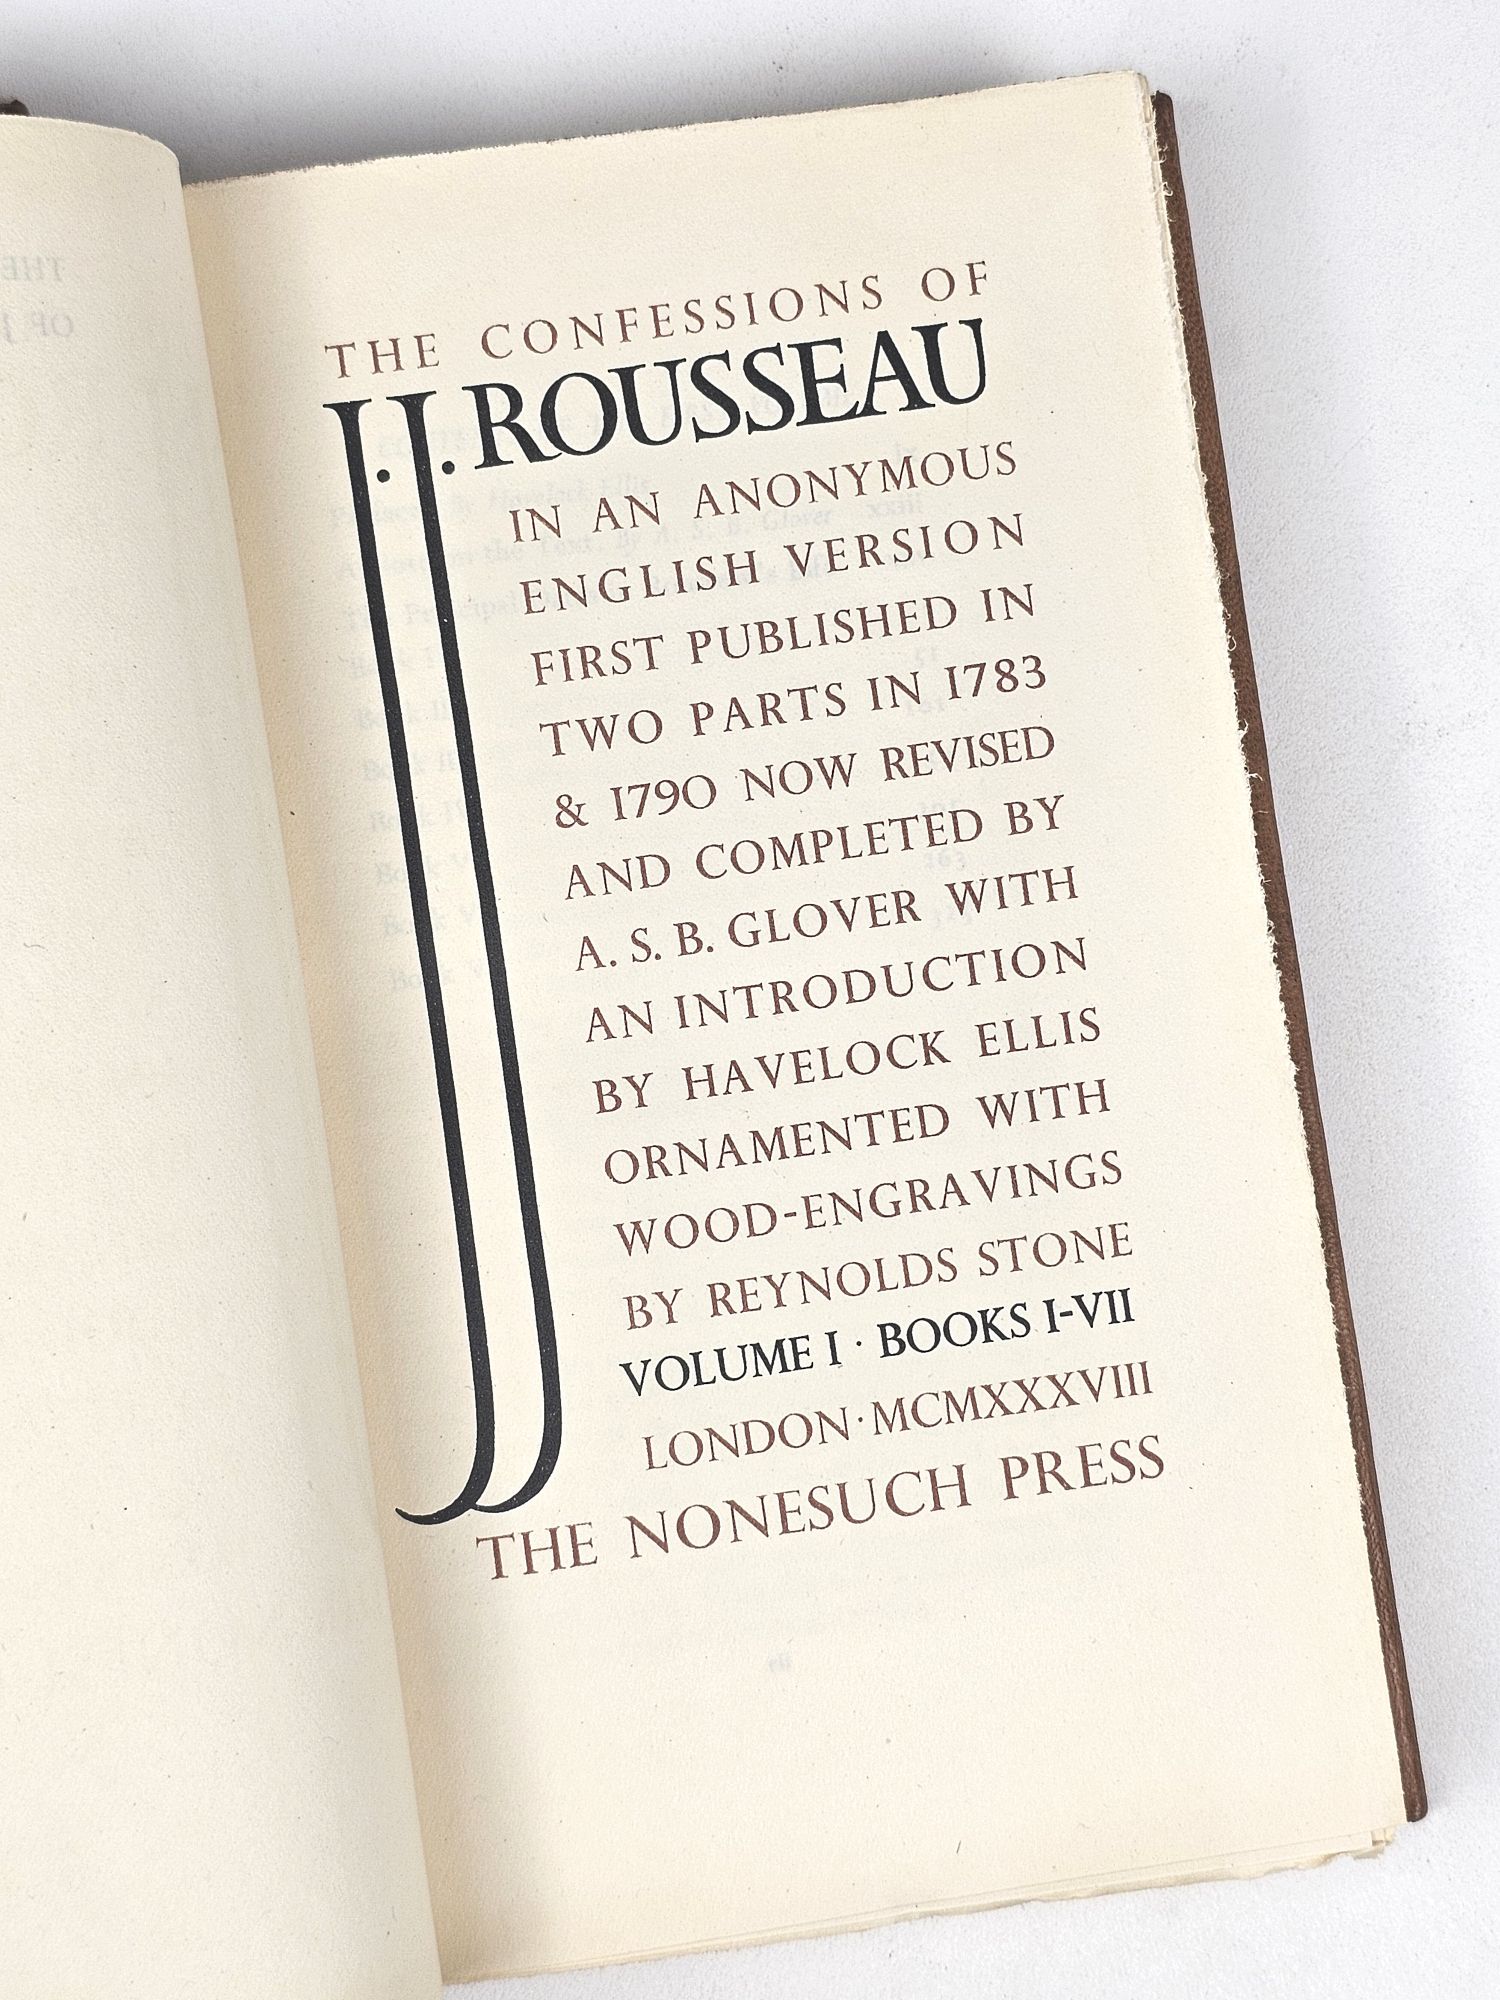 THE
OF J
THE CONFESSIONS OF
J.J. ROUSSEAU
IN AN ANONYMOUS
ENGLISH VERSION
FIRST PUBLISHED IN
TWO PARTS IN 1783
& 1790 NOW REVISED
AND COMPLETED BY
A. S. B. GLOVER WITH
AN INTRODUCTION
BY HAVELOCK ELLIS
ORNAMENTED WITH
WOOD-ENGRAVINGS
BY REYNOLDS STONE
VOLUME I · BOOKS I-VII
LONDON · MCMXXXVIII
THE NONESUCH PRESS